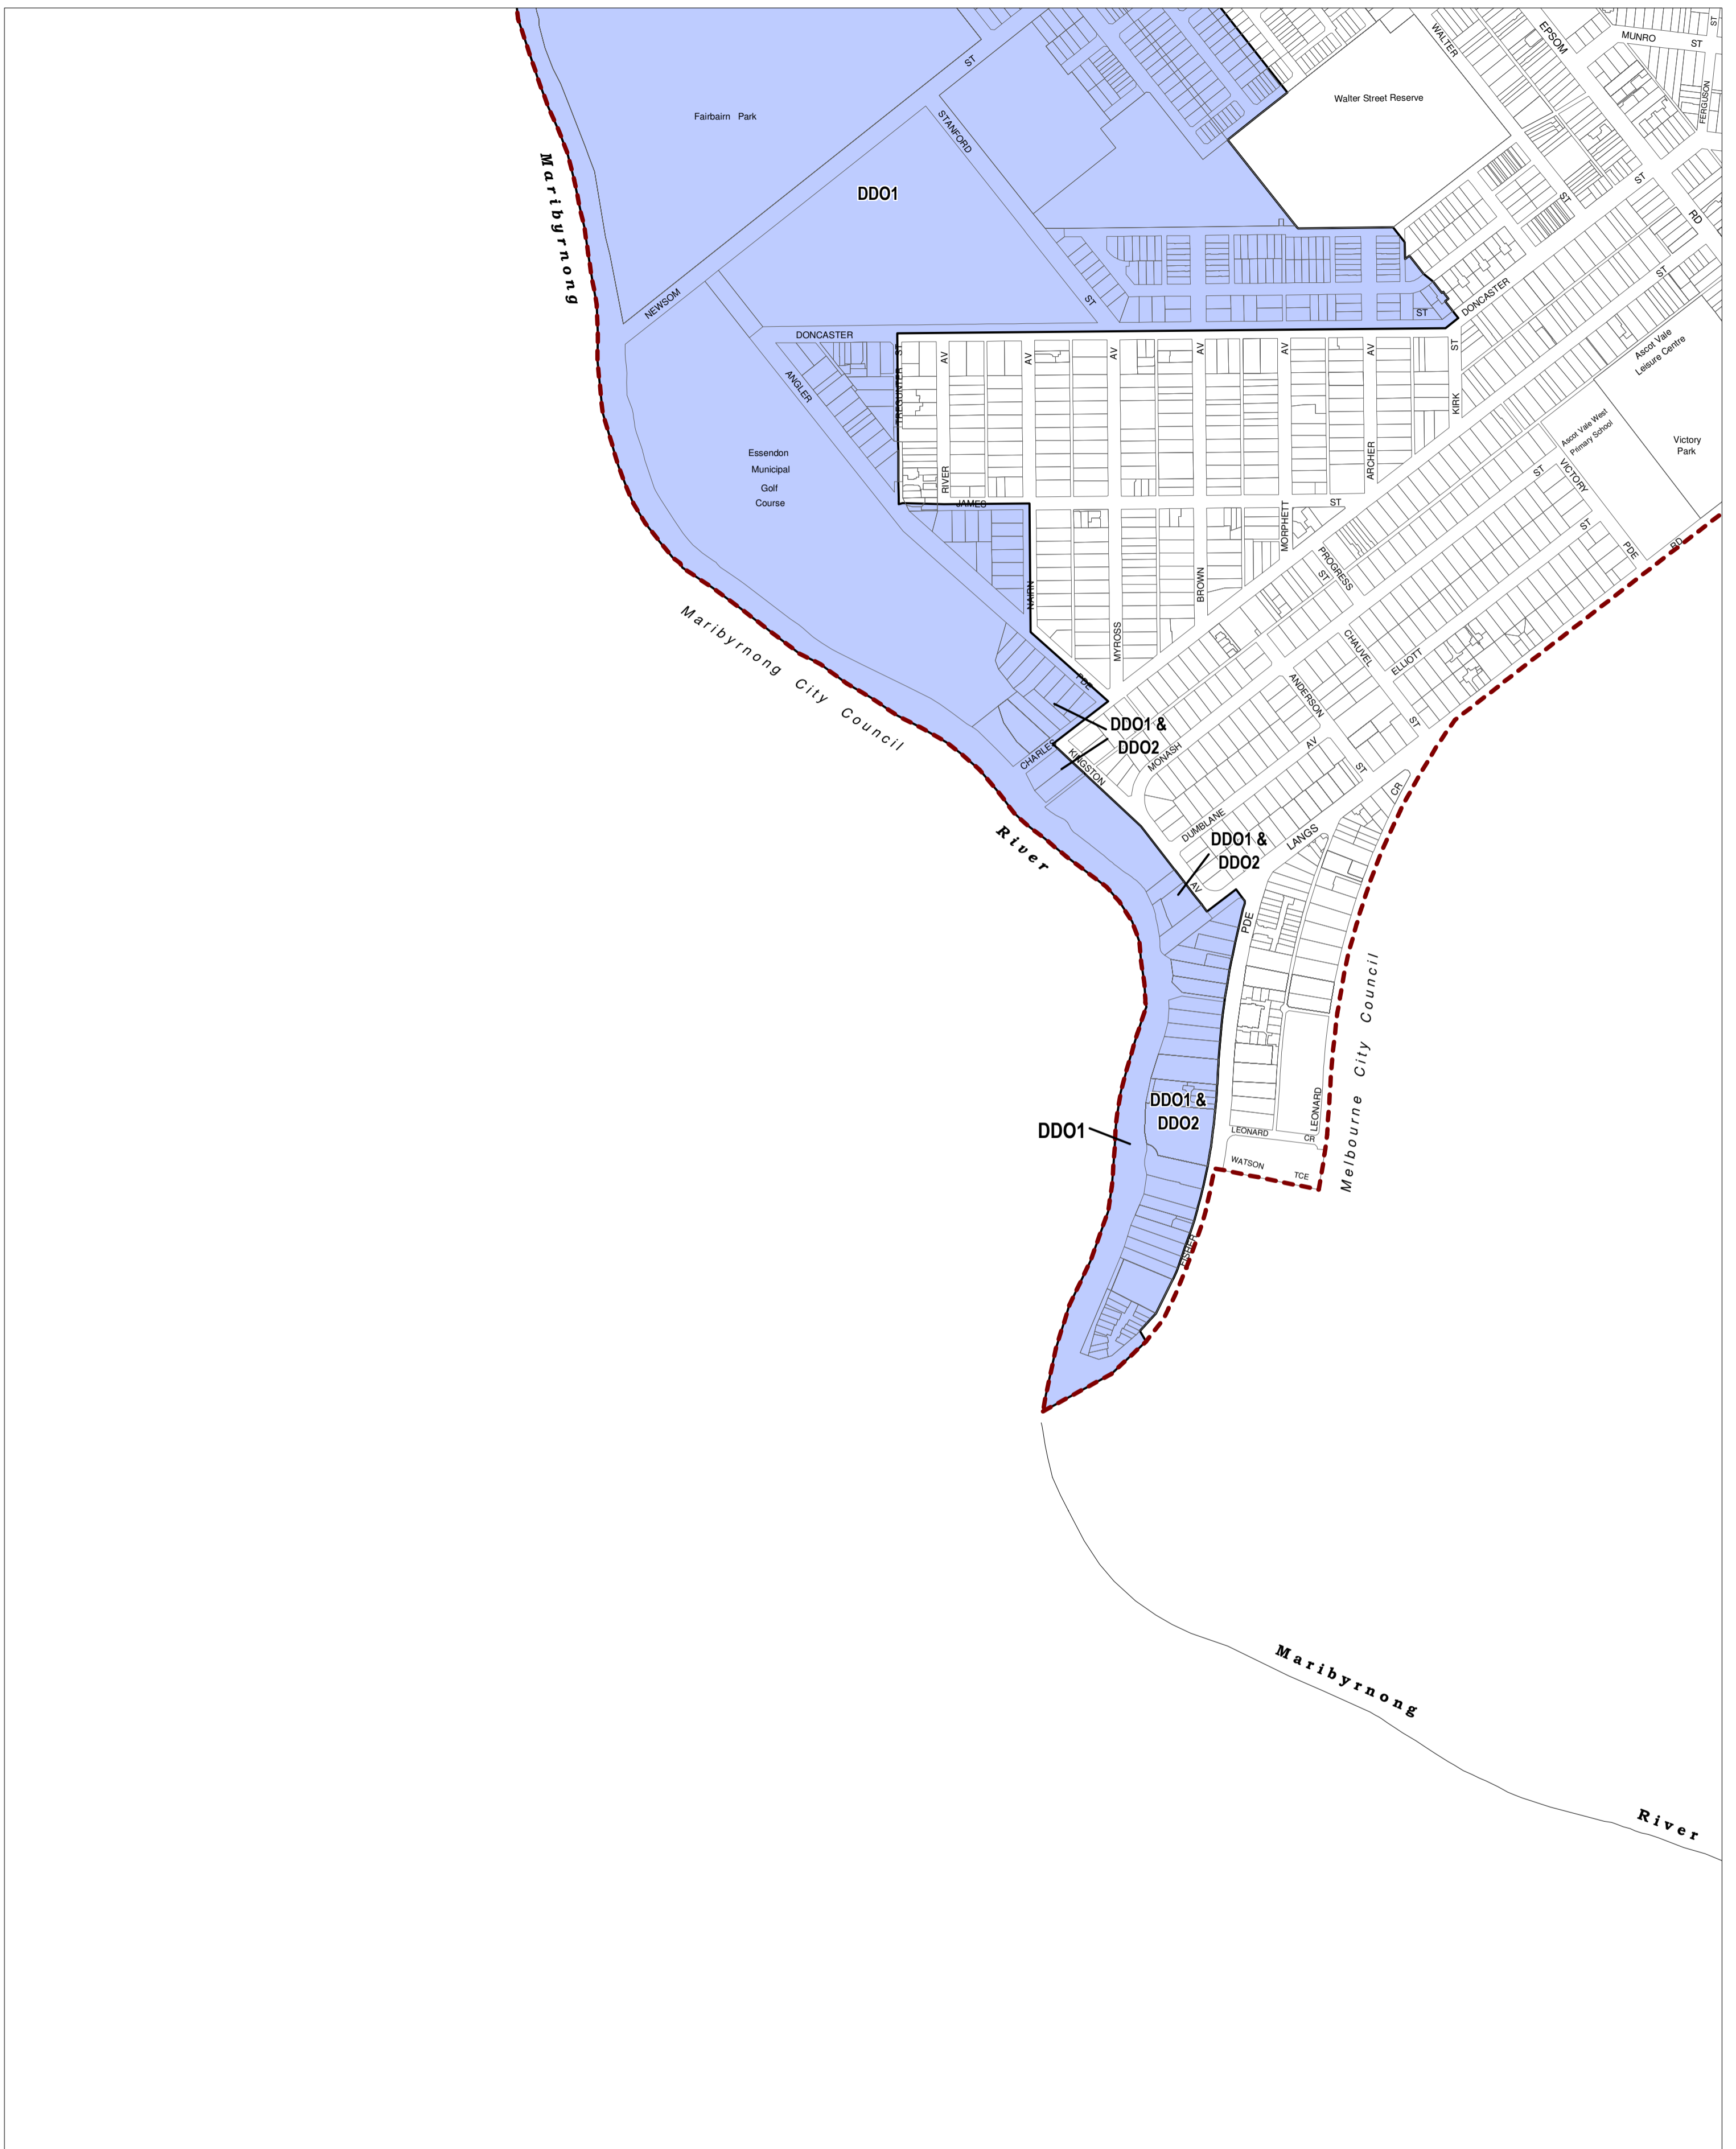 EPSOM
WALTER
MUNRO
ST
ST
ST
FERGUSON
Fairbairn Park
Walter Street Reserve
STANFORD
ST
ST
RD
Maribyrnong
DDO1
ST
NEWSOM
ST
ST
DONCASTER
DONCASTER
ST
AV
AV
AV
AV
AV
AV
ST
Ascot Vale
Leisure Centre
ANGLER
TREGUNTER
KIRK
Ascot Vale West
Primary School
Victory
Park
Essendon
Municipal
Golf
Course
RIVER
ARCHER
ST
VICTORY
JAMES
ST
MORPHETT
ST
PDE
RD
PROGRESS
ST
NAIRN
BROWN
Maribyrnong City Council
MYROSS
CHAUVEL
ELLIOTT
PDE
ANDERSON
DDO1 &
DDO2
ST
CHARLES
KINGSTON
MONASH
AV
ST
CR
River
DUMBLANE
LANGS
DDO1 &
DDO2
AV
PDE
Melbourne City Council
DDO1 &
DDO2
DDO1
LEONARD
LEONARD
CR
WATSON
TCE
FISHER
Maribyrnong
River